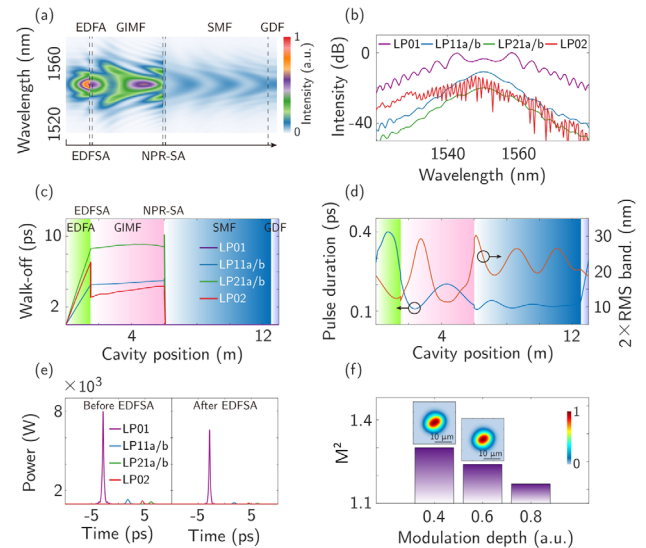 (a)
EDFA GIMF SMF GDF
Wavelength (nm)
1560
1520
1
0
Intensity (a.u.)
EDFSA NPR-SA
(b)
LP01 LP11a/b LP21a/b LP02
Intensity (dB)
0
-40
1540 1560
Wavelength (nm)
(c)
EDFSA NPR-SA
EDFA GIMF SMF GDF
Walk-off (ps)
10
2
LP01
LP11a/b
LP21a/b
LP02
0 4 8 12
Cavity position (m)
(d)
Pulse duration (ps)
0.4
0.1
30
20
10
2×RMS band. (nm)
0 4 8 12
Cavity position (m)
(e)
×10³
Before EDFSA After EDFSA
Power (W)
8
2
LP01
LP11a/b
LP21a/b
LP02
-5 5 -5 5
Time (ps) Time (ps)
(f)
M²
1.4
1.1
10 μm
10 μm
1
0
0.4 0.6 0.8
Modulation depth (a.u.)